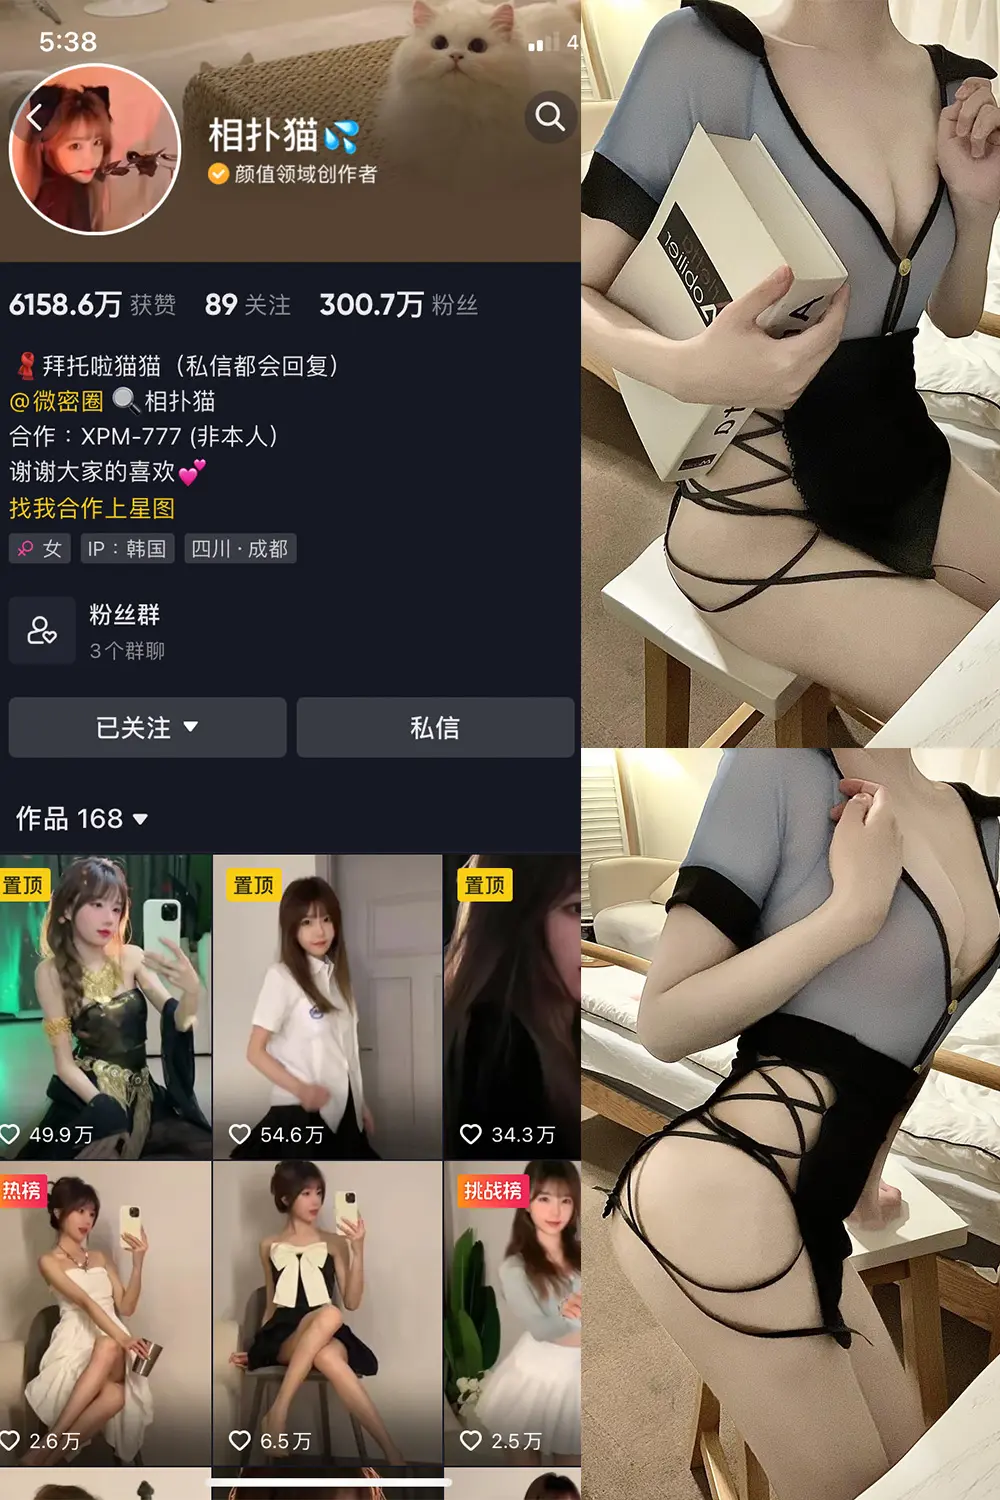 5:38
4
相扑猫💦
颜值领域创作者
6158.6万 获赞 89 关注 300.7万 粉丝
拜托啦猫猫（私信都会回复）
@微密圈 🔍相扑猫
合作：XPM-777 (非本人)
谢谢大家的喜欢💕
找我合作上星图
女 IP：韩国 四川·成都
粉丝群
3个群聊
已关注 私信
作品 168
置顶 置顶 置顶
49.9万 54.6万 34.3万
热榜 挑战榜
2.6万 6.5万 2.5万